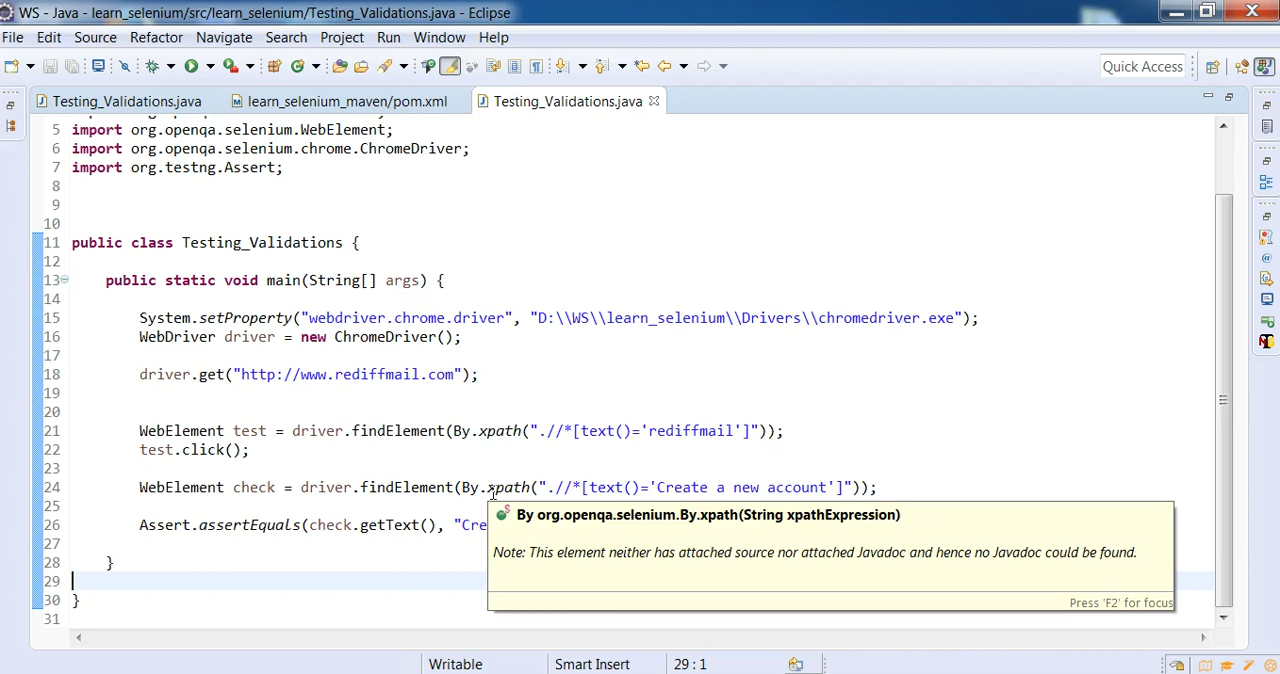 WS - Java - learn_selenium/src/learn_selenium/Testing_Validations.java - Eclipse
File Edit Source Refactor Navigate Search Project Run Window Help
Quick Access
Testing_Validations.java learn_selenium_maven/pom.xml Testing_Validations.java
5 import org.openqa.selenium.WebElement;
6 import org.openqa.selenium.chrome.ChromeDriver;
7 import org.testng.Assert;
8
9
10
11 public class Testing_Validations {
12
13 public static void main(String[] args) {
14
15 System.setProperty("webdriver.chrome.driver", "D:\\WS\\learn_selenium\\Drivers\\chromedriver.exe");
16 WebDriver driver = new ChromeDriver();
17
18 driver.get("http://www.rediffmail.com");
19
20
21 WebElement test = driver.findElement(By.xpath(".//*[text()='rediffmail']"));
22 test.click();
23
24 WebElement check = driver.findElement(By.xpath(".//*[text()='Create a new account']"));
25
26 Assert.assertEquals(check.getText(), "Cre
27
28 }
29
30 }
31
By org.openqa.selenium.By.xpath(String xpathExpression)
Note: This element neither has attached source nor attached Javadoc and hence no Javadoc could be found.
Press 'F2' for focus
Writable Smart Insert 29 : 1